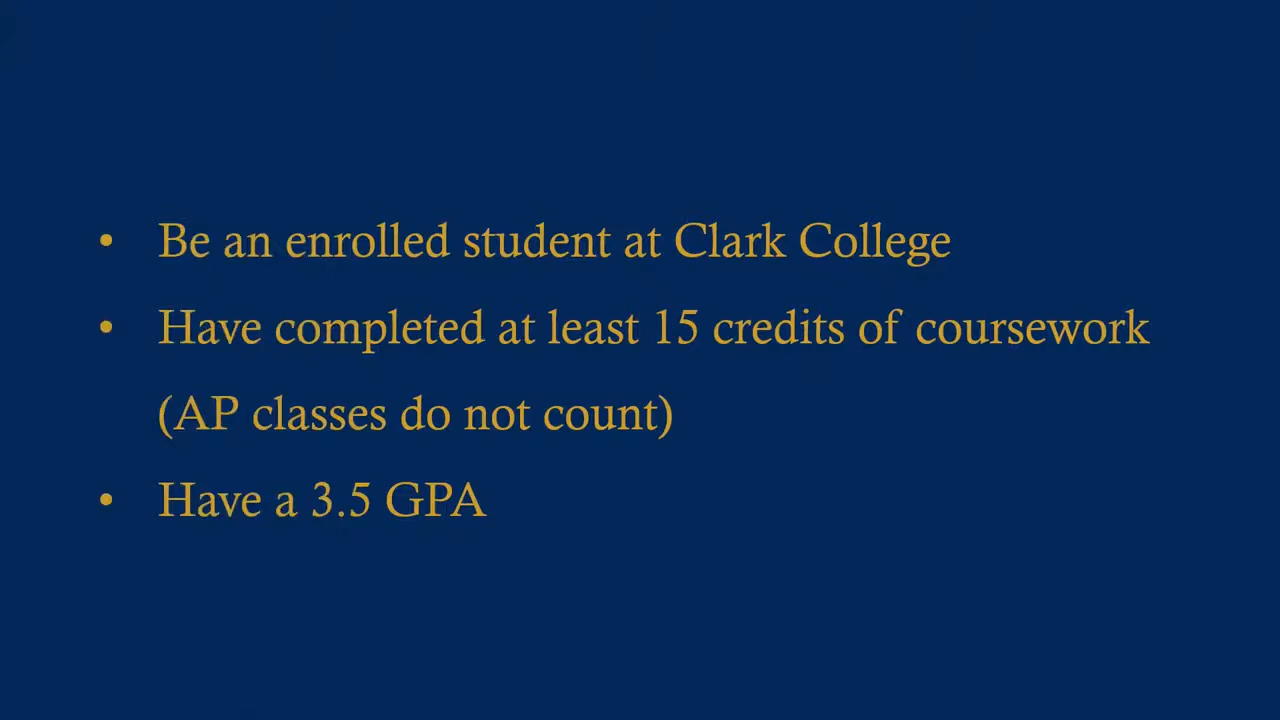 • Be an enrolled student at Clark College
• Have completed at least 15 credits of coursework
(AP classes do not count)
• Have a 3.5 GPA